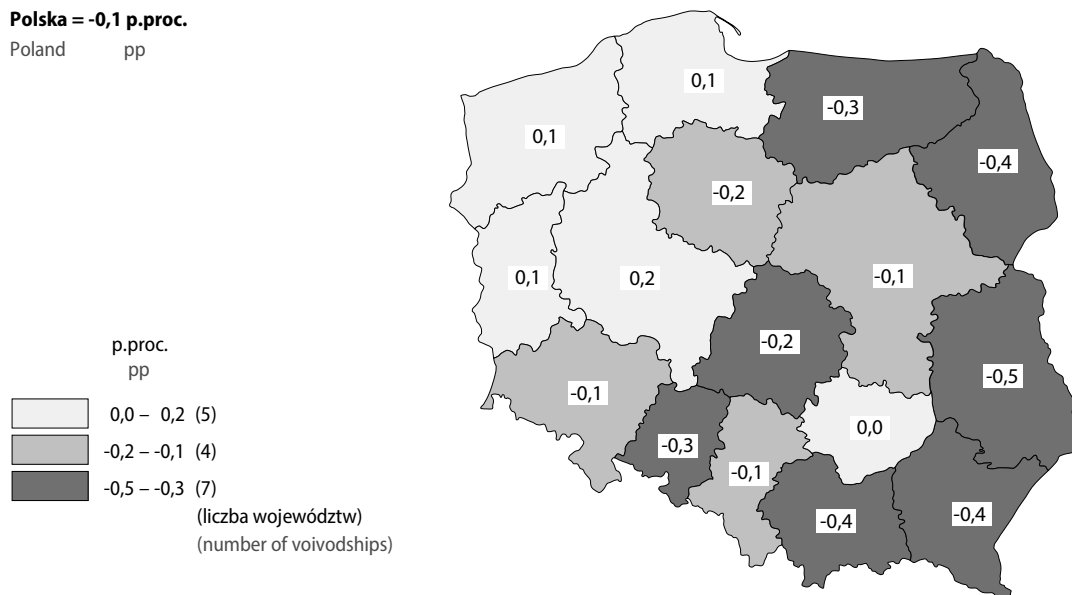 Polska = -0,1 p.proc.
Poland pp
0,1
-0,3
0,1
-0,4
-0,2
0,1
0,2
-0,1
-0,2
-0,5
-0,1
0,0
-0,3
-0,1
-0,4
-0,4
p.proc.
pp
0,0 – 0,2 (5)
-0,2 – -0,1 (4)
-0,5 – -0,3 (7)
(liczba województw)
(number of voivodships)